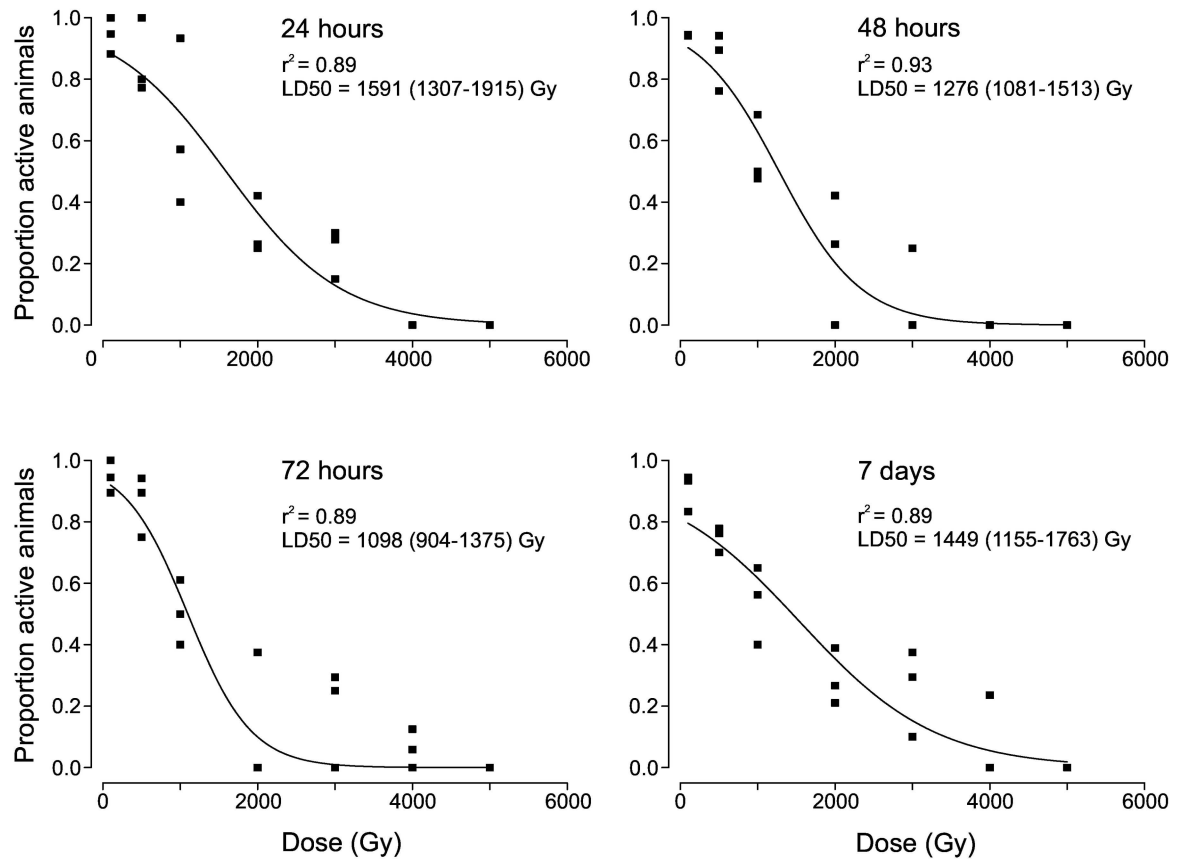 24 hours
r² = 0.89
LD50 = 1591 (1307-1915) Gy
Proportion active animals
1.0
0.8
0.6
0.4
0.2
0.0
0
2000
4000
6000
48 hours
r² = 0.93
LD50 = 1276 (1081-1513) Gy
1.0
0.8
0.6
0.4
0.2
0.0
0
2000
4000
6000
72 hours
r² = 0.89
LD50 = 1098 (904-1375) Gy
Proportion active animals
1.0
0.8
0.6
0.4
0.2
0.0
0
2000
4000
6000
Dose (Gy)
7 days
r² = 0.89
LD50 = 1449 (1155-1763) Gy
1.0
0.8
0.6
0.4
0.2
0.0
0
2000
4000
6000
Dose (Gy)